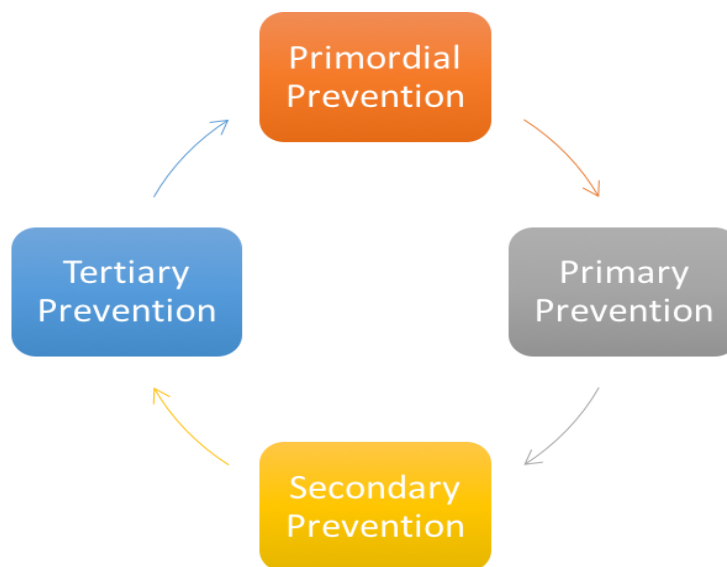 Primordial
Prevention
Primary
Prevention
Secondary
Prevention
Tertiary
Prevention